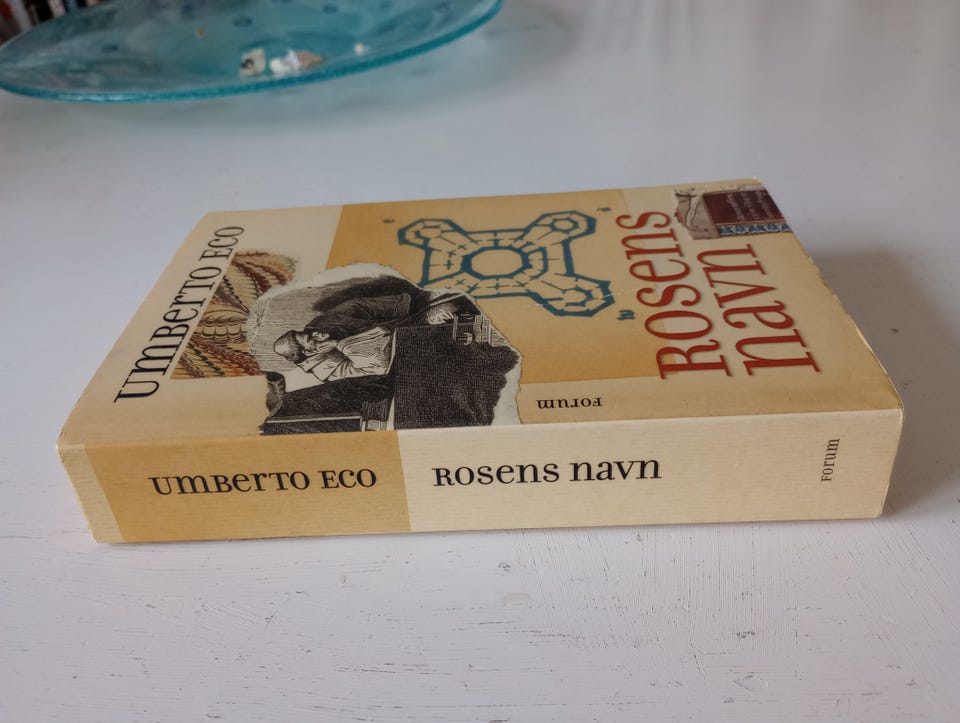 UMBERTO ECO
Rosens
navn
Forum
UMBERTO ECO
Rosens navn
Forum